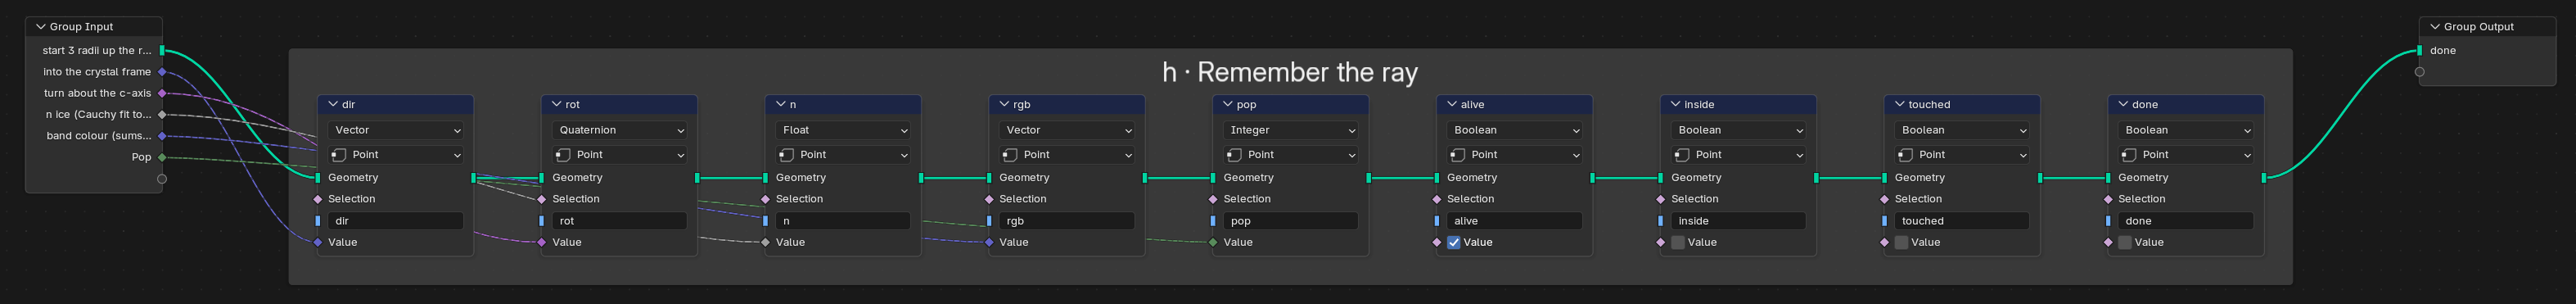 Group Input
start 3 radii up the r...
into the crystal frame
turn about the c-axis
n ice (Cauchy fit to...
band colour (sums...
Pop
h · Remember the ray
dir
Vector
Point
Geometry
Selection
dir
Value
rot
Quaternion
Point
Geometry
Selection
rot
Value
n
Float
Point
Geometry
Selection
n
Value
rgb
Vector
Point
Geometry
Selection
rgb
Value
pop
Integer
Point
Geometry
Selection
pop
Value
alive
Boolean
Point
Geometry
Selection
alive
Value
inside
Boolean
Point
Geometry
Selection
inside
Value
touched
Boolean
Point
Geometry
Selection
touched
Value
done
Boolean
Point
Geometry
Selection
done
Value
Group Output
done